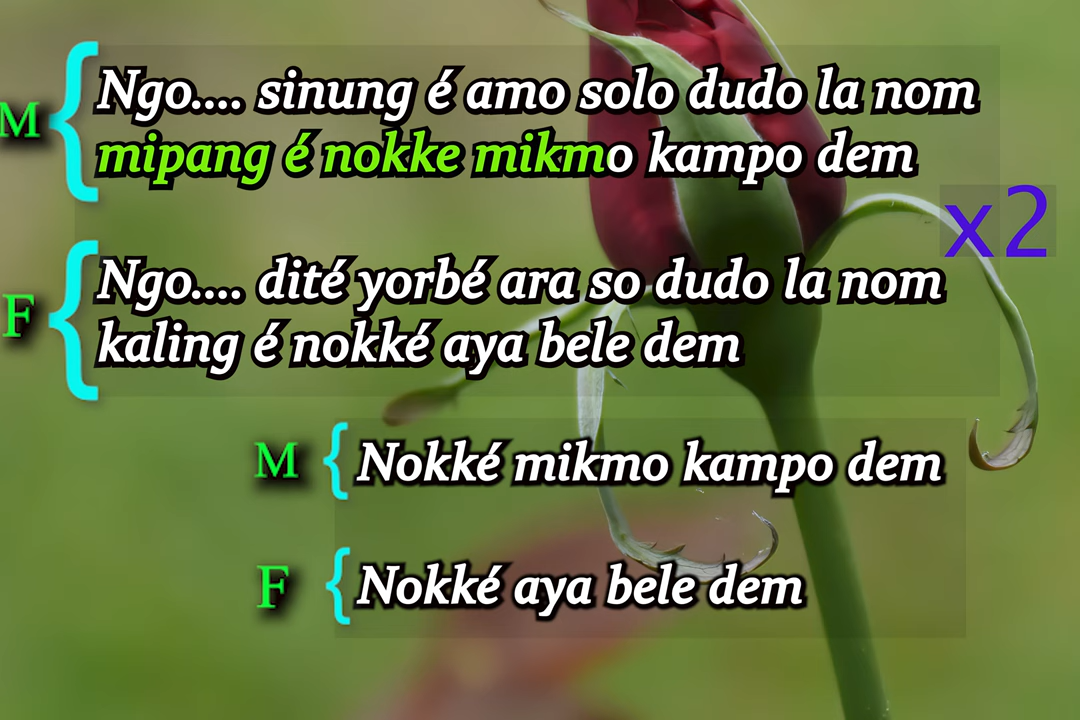 M { Ngo.... sinung é amo solo dudo la nom
mipang é nokke mikmo kampo dem
x2
F { Ngo.... dité yorbé ara so dudo la nom
kaling é nokké aya bele dem
M { Nokké mikmo kampo dem
F { Nokké aya bele dem